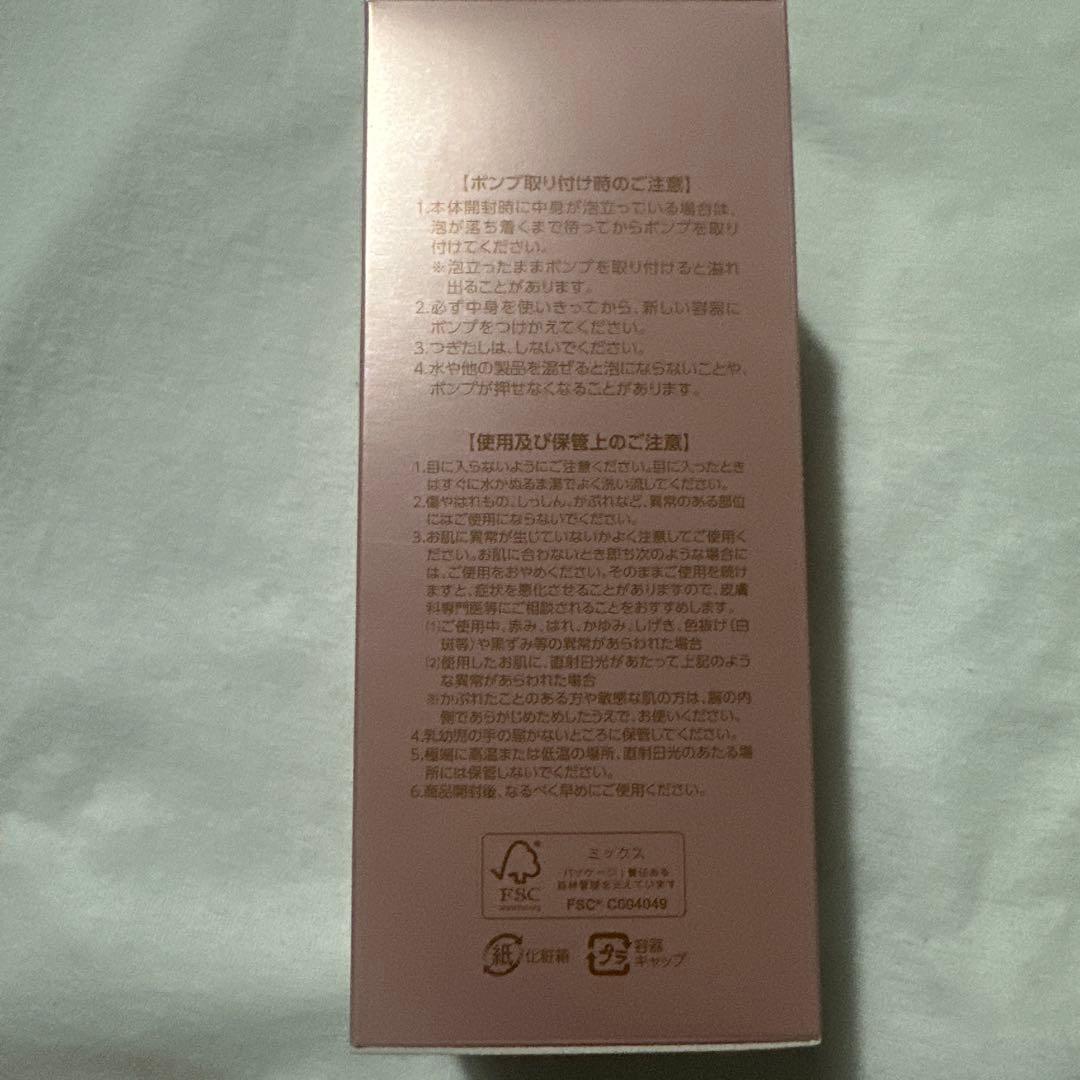 【ポンプ取り付け時のご注意】
1.本体開封時に中身が泡立っている場合は、
泡が落ち着くまで待ってからポンプを取り
付けてください。
※泡立ったままポンプを取り付けると溢れ
出ることがあります。
2.必ず中身を使いきってから、新しい容器に
ポンプをつけかえてください。
3.つぎたしは、しないでください。
4.水や他の製品を混ぜると泡にならないことや、
ポンプが押せなくなることがあります。
【使用及び保管上のご注意】
1.目に入らないようにご注意ください。目に入ったとき
はすぐに水かぬるま湯でよく洗い流してください。
2.傷やはれもの、しっしん、かぶれなど、異常のある部位
にはご使用にならないでください。
3.お肌に異常が生じていないかよく注意してご使用く
ださい。お肌に合わないとき即ち次のような場合に
は、ご使用をおやめください。そのままご使用を続け
ますと、症状を悪化させることがありますので、皮膚
科専門医等にご相談されることをおすすめします。
(1)ご使用中、赤み、はれ、かゆみ、しげき、色抜け(白
斑等)や黒ずみ等の異常があらわれた場合
(2)使用したお肌に、直射日光があたって上記のよう
な異常があらわれた場合
※かぶれたことのある方や敏感な肌の方は、腕の内
側であらかじめためしたうえで、お使いください。
4.乳幼児の手の届かないところに保管してください。
5.極端に高温または低温の場所、直射日光のあたる場
所には保管しないでください。
6.商品開封後、なるべく早めにご使用ください。
FSC®
ミックス
パッケージ|責任ある
森林管理を支えています
FSC® C004049
紙 化粧箱
プラ 容器
キャップ